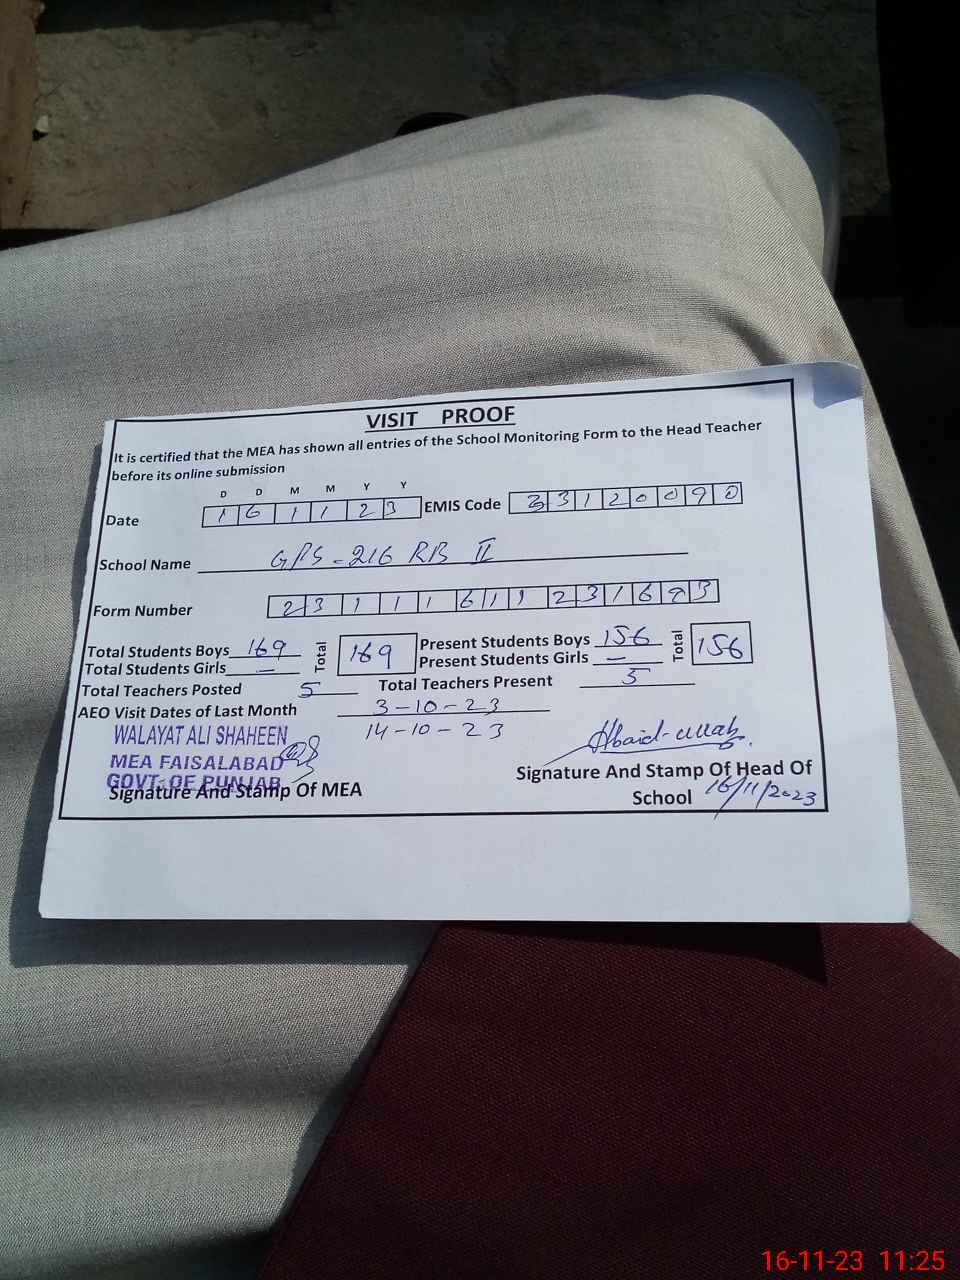 VISIT PROOF
It is certified that the MEA has shown all entries of the School Monitoring Form to the Head Teacher
before its online submission
D D M M Y Y
Date 1 6 1 1 2 3 EMIS Code 3 3 1 2 0 0 9 0
School Name GPS-216 RB II
Form Number 2 3 1 1 1 6 1 1 2 3 1 6 9 3
Total Students Boys 169 Total 169 Present Students Boys 156 Total 156
Total Students Girls — Present Students Girls —
Total Teachers Posted 5 Total Teachers Present 5
AEO Visit Dates of Last Month 3-10-23
14-10-23
WALAYAT ALI SHAHEEN
MEA FAISALABAD
GOVT: OF PUNJAB
Signature And Stamp Of MEA
Signature And Stamp Of Head Of
School 16/11/2023
16-11-23 11:25